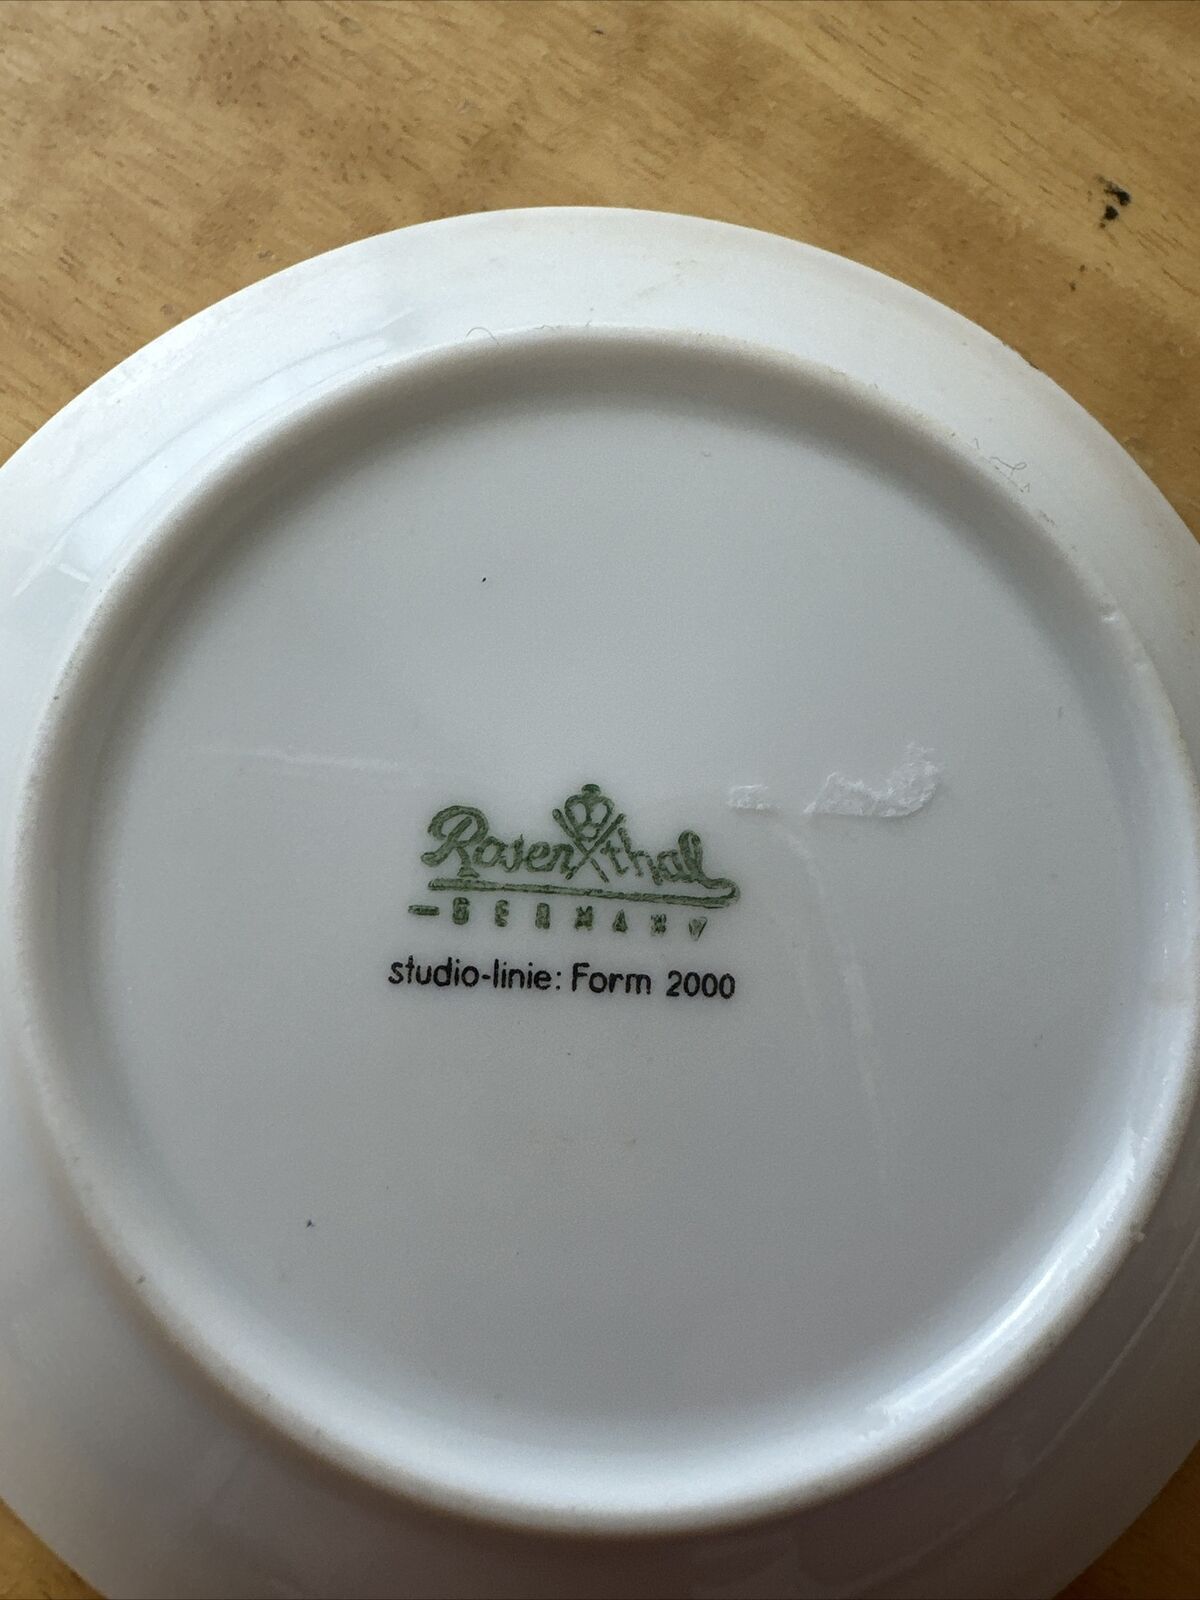 Rosenthal
GERMANY
studio-linie: Form 2000